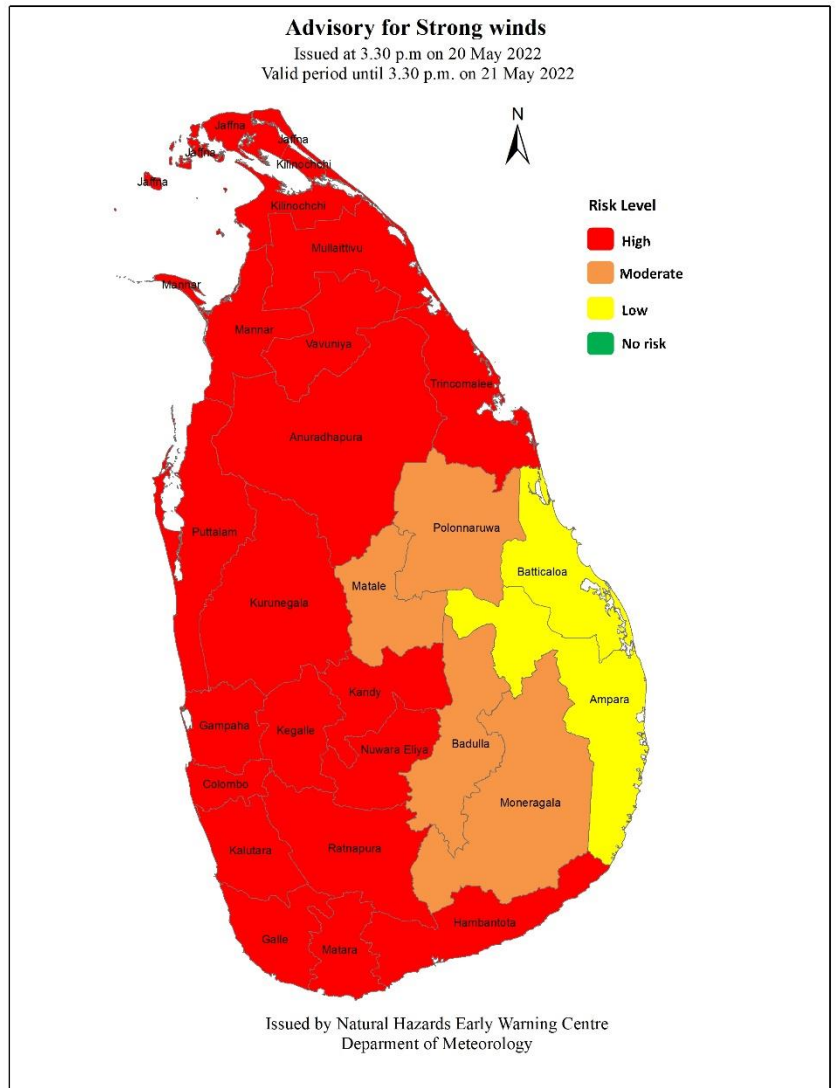 Advisory for Strong winds
Issued at 3.30 p.m on 20 May 2022
Valid period until 3.30 p.m. on 21 May 2022
N
Jaffna
Jaffna
Jaffna
Kilinochchi
Jaffna
Kilinochchi
Mullaittivu
Mannar
Mannar
Vavuniya
Trincomalee
Anuradhapura
Puttalam
Polonnaruwa
Batticaloa
Matale
Kurunegala
Kandy
Ampara
Gampaha
Kegalle
Nuwara Eliya
Badulla
Colombo
Moneragala
Kalutara
Ratnapura
Hambantota
Galle
Matara
Risk Level
High
Moderate
Low
No risk
Issued by Natural Hazards Early Warning Centre
Deparment of Meteorology